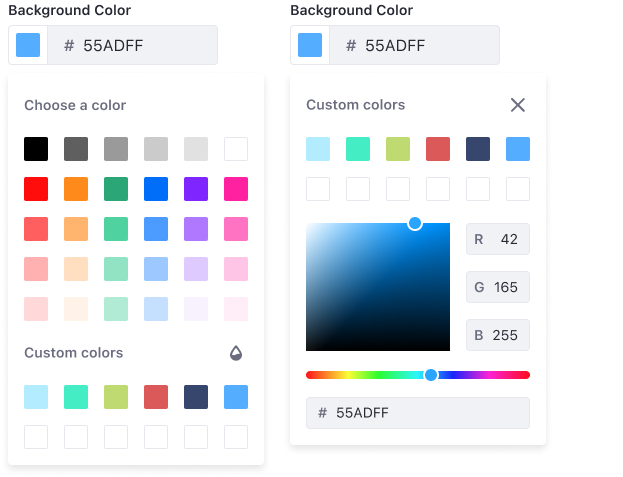 Background Color
# 55ADFF
Choose a color
Custom colors
Background Color
# 55ADFF
Custom colors
R 42
G 165
B 255
# 55ADFF